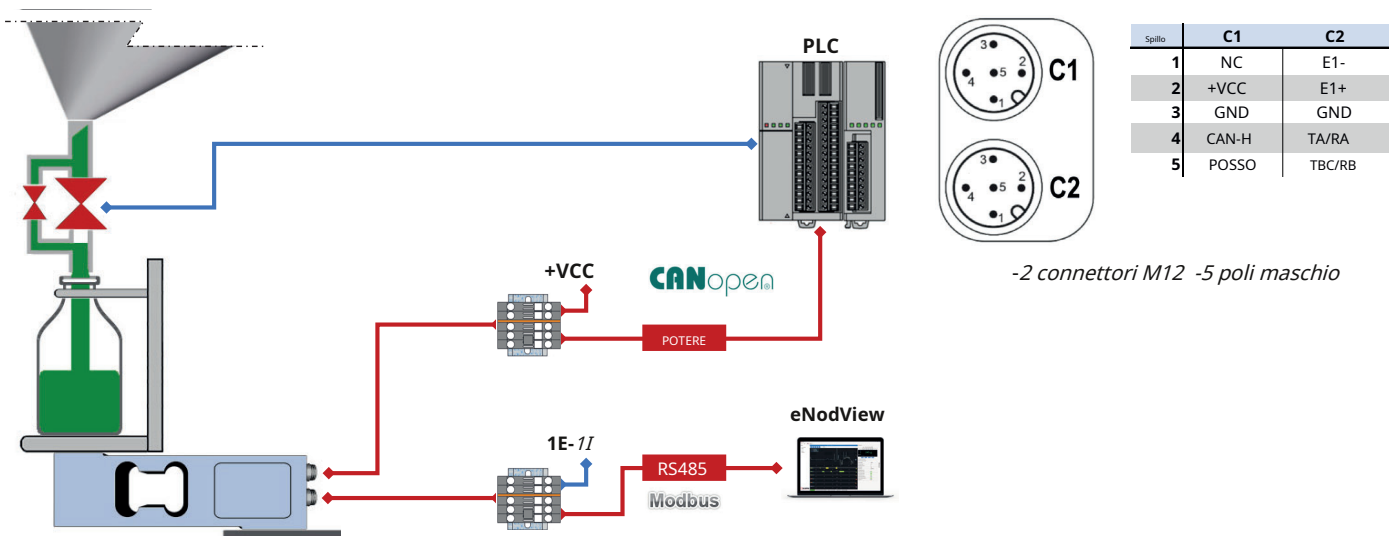 PLC
+VCC
CANopen
POTERE
eNodView
1E-1I
RS485
Modbus
3
2
5
4
1
C1
3
2
5
4
1
C2
Spillo C1 C2
1 NC E1-
2 +VCC E1+
3 GND GND
4 CAN-H TA/RA
5 POSSO TBC/RB
-2 connettori M12 -5 poli maschio